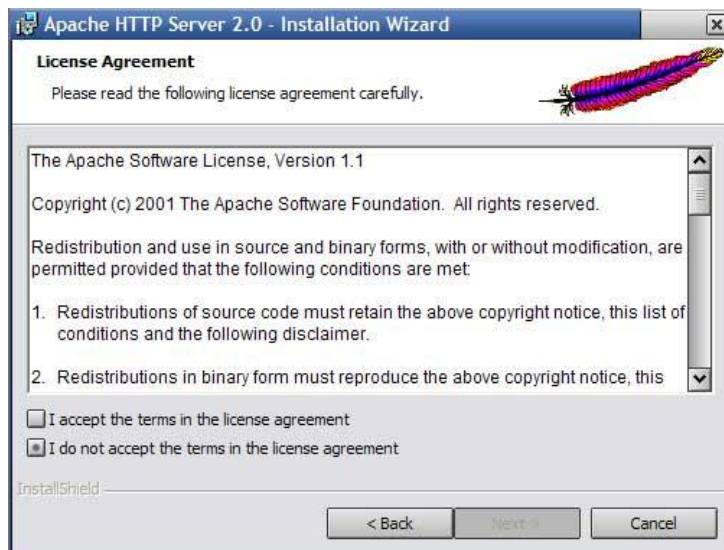 Apache HTTP Server 2.0 - Installation Wizard
License Agreement
Please read the following license agreement carefully.
The Apache Software License, Version 1.1
Copyright (c) 2001 The Apache Software Foundation.  All rights reserved.
Redistribution and use in source and binary forms, with or without modification, are
permitted provided that the following conditions are met:
1.  Redistributions of source code must retain the above copyright notice, this list of
conditions and the following disclaimer.
2.  Redistributions in binary form must reproduce the above copyright notice, this
I accept the terms in the license agreement
I do not accept the terms in the license agreement
InstallShield
< Back
Next >
Cancel